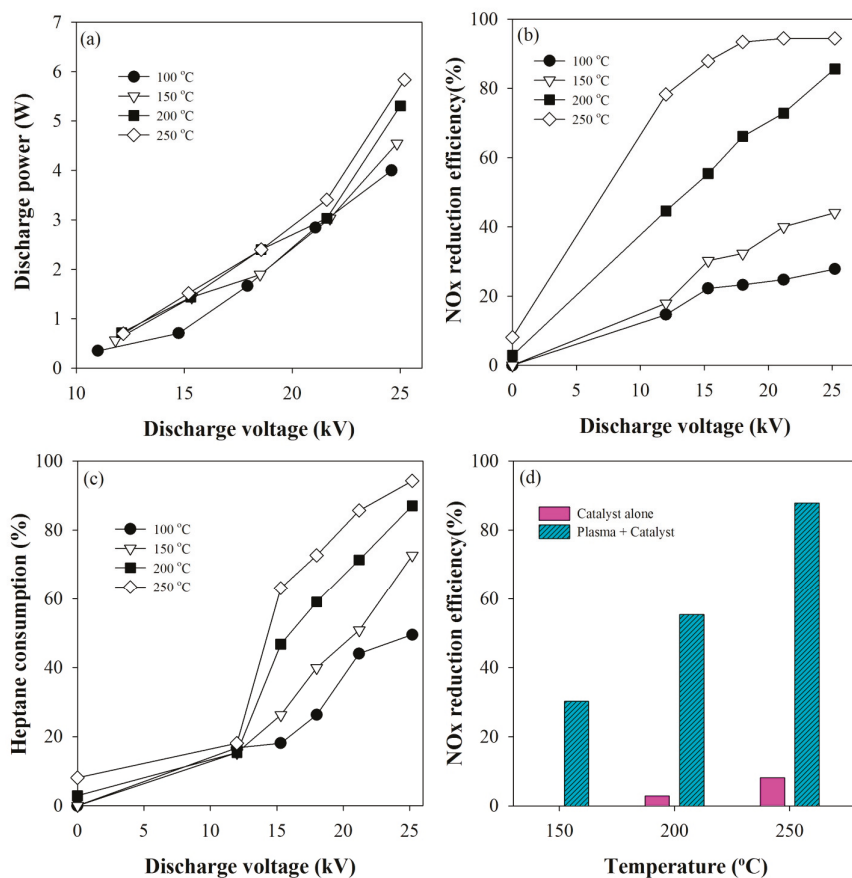 (a)
100 °C
150 °C
200 °C
250 °C
7
6
5
4
3
2
1
0
10 15 20 25
Discharge power (W)
Discharge voltage (kV)
(b)
100 °C
150 °C
200 °C
250 °C
100
80
60
40
20
0
0 5 10 15 20 25
NOx reduction efficiency(%)
Discharge voltage (kV)
(c)
100 °C
150 °C
200 °C
250 °C
100
80
60
40
20
0
0 5 10 15 20 25
Heptane consumption (%)
Discharge voltage (kV)
(d)
Catalyst alone
Plasma + Catalyst
100
80
60
40
20
0
150 200 250
NOx reduction efficiency(%)
Temperature (°C)